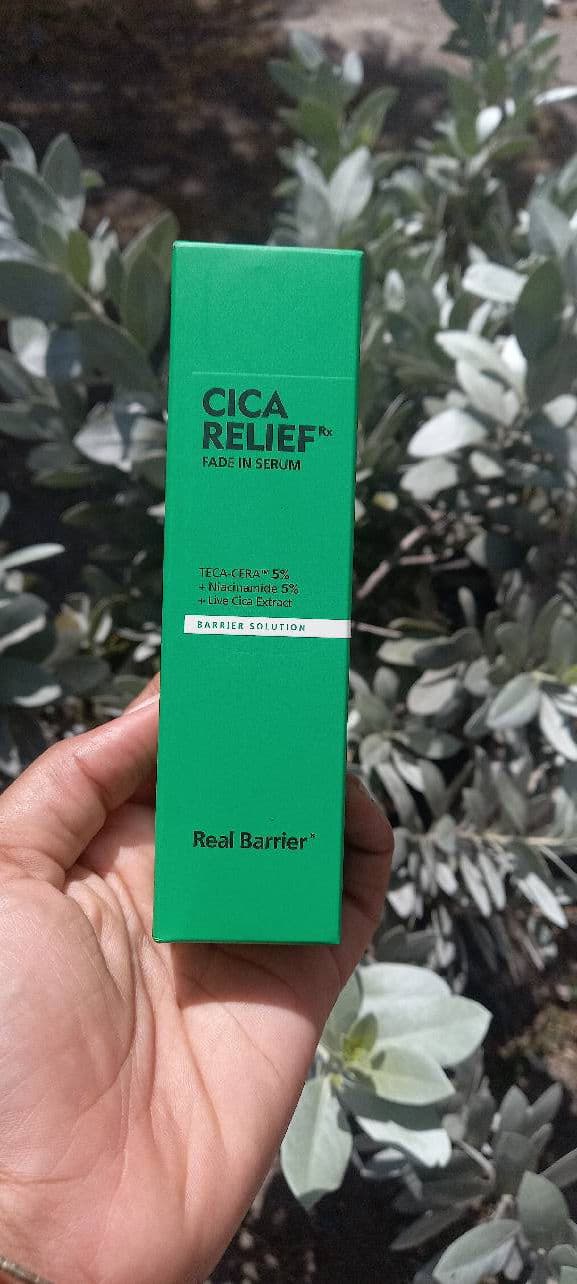 CICA
RELIEF Rx
FADE IN SERUM
TECA-CERA™ 5%
+ Niacinamide 5%
+ Live Cica Extract
BARRIER SOLUTION
Real Barrier